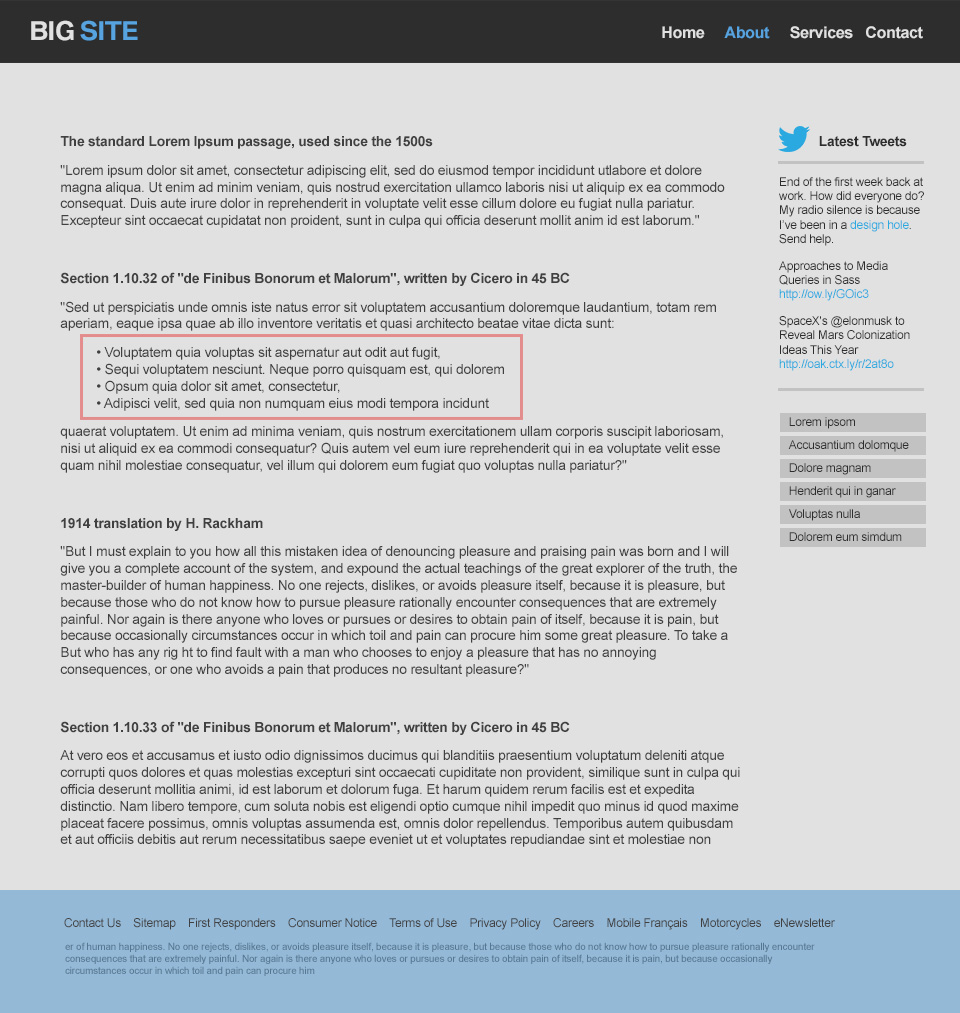 BIG SITE
Home About Services Contact
The standard Lorem Ipsum passage, used since the 1500s
"Lorem ipsum dolor sit amet, consectetur adipiscing elit, sed do eiusmod tempor incididunt utlabore et dolore
magna aliqua. Ut enim ad minim veniam, quis nostrud exercitation ullamco laboris nisi ut aliquip ex ea commodo
consequat. Duis aute irure dolor in reprehenderit in voluptate velit esse cillum dolore eu fugiat nulla pariatur.
Excepteur sint occaecat cupidatat non proident, sunt in culpa qui officia deserunt mollit anim id est laborum."
Section 1.10.32 of "de Finibus Bonorum et Malorum", written by Cicero in 45 BC
"Sed ut perspiciatis unde omnis iste natus error sit voluptatem accusantium doloremque laudantium, totam rem
aperiam, eaque ipsa quae ab illo inventore veritatis et quasi architecto beatae vitae dicta sunt:
• Voluptatem quia voluptas sit aspernatur aut odit aut fugit,
• Sequi voluptatem nesciunt. Neque porro quisquam est, qui dolorem
• Opsum quia dolor sit amet, consectetur,
• Adipisci velit, sed quia non numquam eius modi tempora incidunt
quaerat voluptatem. Ut enim ad minima veniam, quis nostrum exercitationem ullam corporis suscipit laboriosam,
nisi ut aliquid ex ea commodi consequatur? Quis autem vel eum iure reprehenderit qui in ea voluptate velit esse
quam nihil molestiae consequatur, vel illum qui dolorem eum fugiat quo voluptas nulla pariatur?"
1914 translation by H. Rackham
"But I must explain to you how all this mistaken idea of denouncing pleasure and praising pain was born and I will
give you a complete account of the system, and expound the actual teachings of the great explorer of the truth, the
master-builder of human happiness. No one rejects, dislikes, or avoids pleasure itself, because it is pleasure, but
because those who do not know how to pursue pleasure rationally encounter consequences that are extremely
painful. Nor again is there anyone who loves or pursues or desires to obtain pain of itself, because it is pain, but
because occasionally circumstances occur in which toil and pain can procure him some great pleasure. To take a
But who has any rig ht to find fault with a man who chooses to enjoy a pleasure that has no annoying
consequences, or one who avoids a pain that produces no resultant pleasure?"
Section 1.10.33 of "de Finibus Bonorum et Malorum", written by Cicero in 45 BC
At vero eos et accusamus et iusto odio dignissimos ducimus qui blanditiis praesentium voluptatum deleniti atque
corrupti quos dolores et quas molestias excepturi sint occaecati cupiditate non provident, similique sunt in culpa qui
officia deserunt mollitia animi, id est laborum et dolorum fuga. Et harum quidem rerum facilis est et expedita
distinctio. Nam libero tempore, cum soluta nobis est eligendi optio cumque nihil impedit quo minus id quod maxime
placeat facere possimus, omnis voluptas assumenda est, omnis dolor repellendus. Temporibus autem quibusdam
et aut officiis debitis aut rerum necessitatibus saepe eveniet ut et voluptates repudiandae sint et molestiae non
Latest Tweets
End of the first week back at
work. How did everyone do?
My radio silence is because
I've been in a design hole.
Send help.
Approaches to Media
Queries in Sass
http://ow.ly/GOic3
SpaceX's @elonmusk to
Reveal Mars Colonization
Ideas This Year
http://oak.ctx.ly/r/2at8o
Lorem ipsom
Accusantium dolomque
Dolore magnam
Henderit qui in ganar
Voluptas nulla
Dolorem eum simdum
Contact Us Sitemap First Responders Consumer Notice Terms of Use Privacy Policy Careers Mobile Français Motorcycles eNewsletter
er of human happiness. No one rejects, dislikes, or avoids pleasure itself, because it is pleasure, but because those who do not know how to pursue pleasure rationally encounter
consequences that are extremely painful. Nor again is there anyone who loves or pursues or desires to obtain pain of itself, because it is pain, but because occasionally
circumstances occur in which toil and pain can procure him